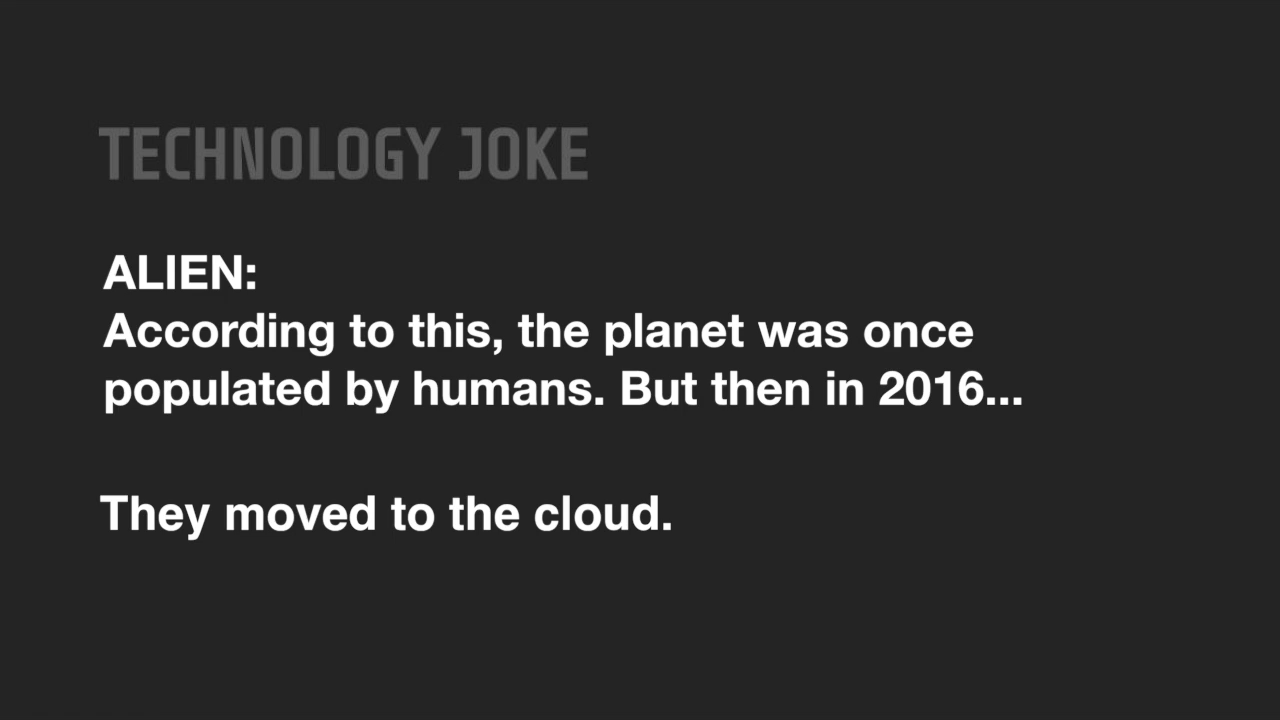 TECHNOLOGY JOKE
ALIEN:
According to this, the planet was once
populated by humans. But then in 2016...
They moved to the cloud.